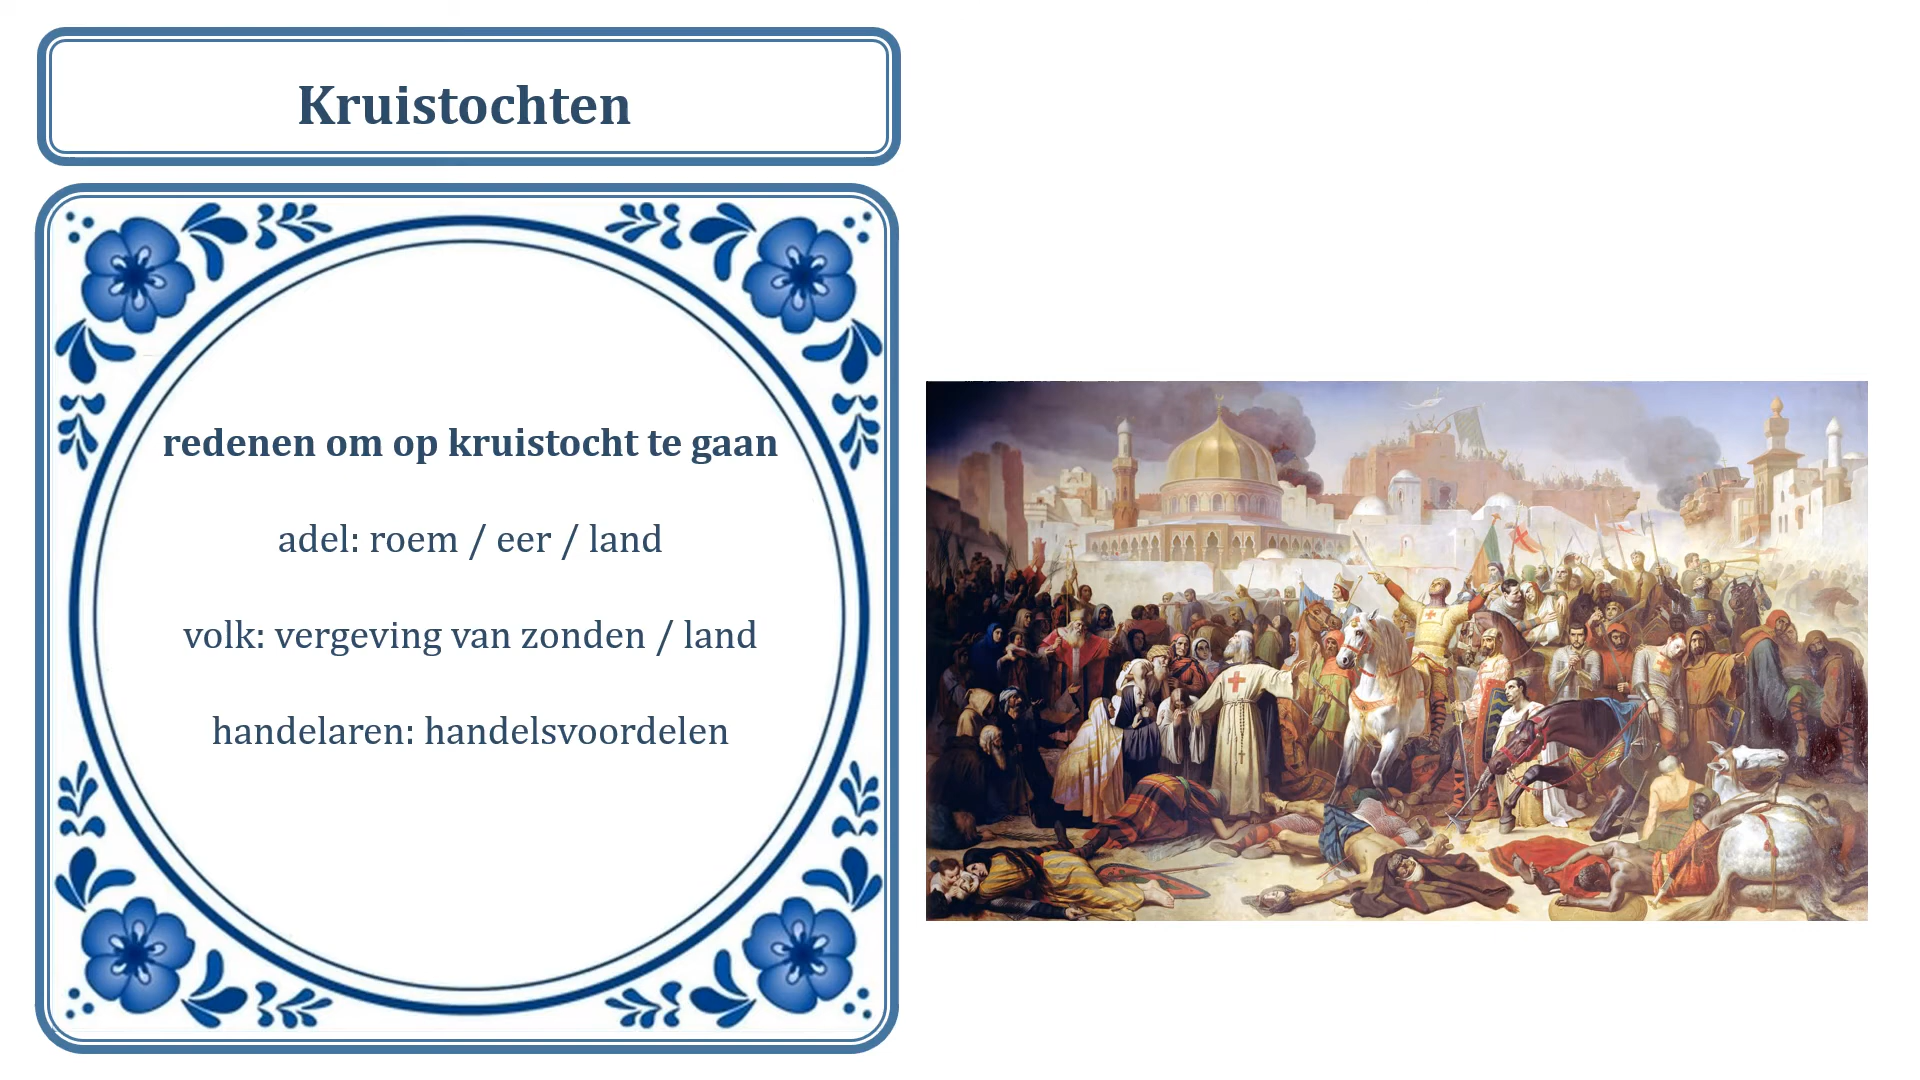 Kruistochten
redenen om op kruistocht te gaan
adel: roem / eer / land
volk: vergeving van zonden / land
handelaren: handelsvoordelen